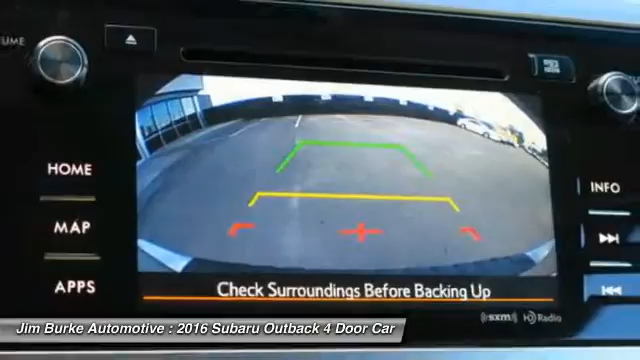 UME
HOME
MAP
APPS
INFO
Check Surroundings Before Backing Up
sxm HD Radio
Jim Burke Automotive : 2016 Subaru Outback 4 Door Car